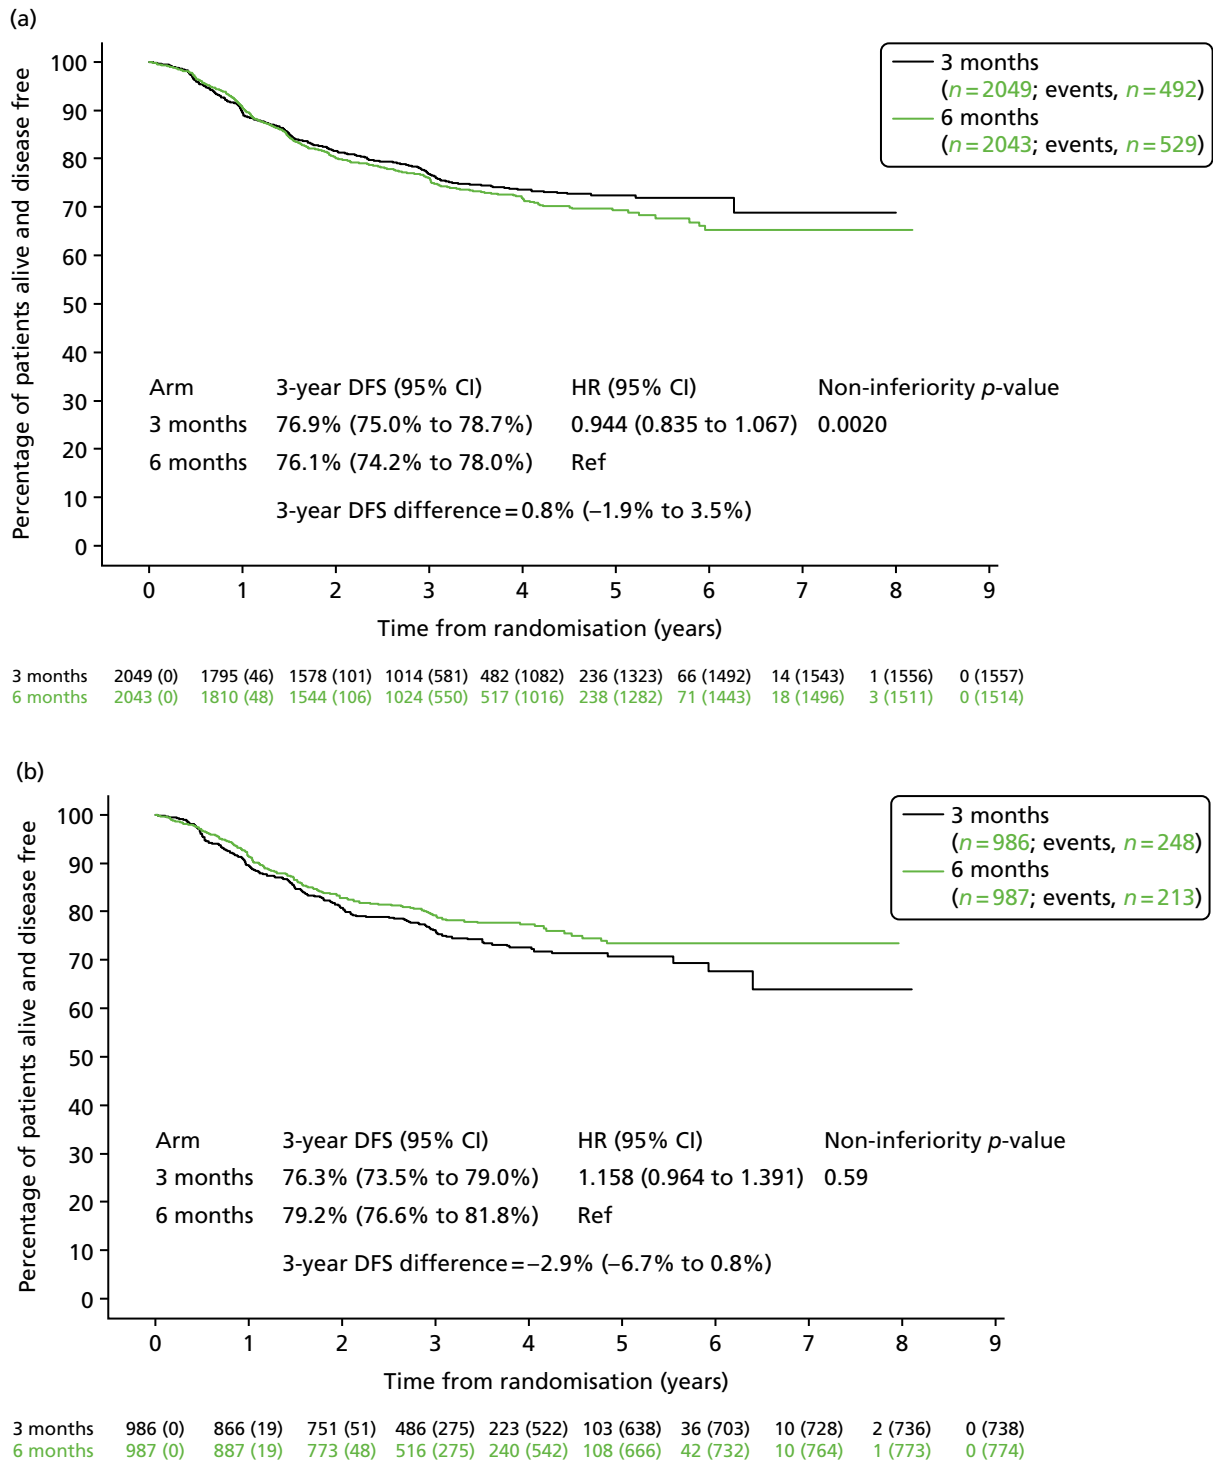 (a)
Percentage of patients alive and disease free
100
90
80
70
60
50
40
30
20
10
0
3 months
(n=2049; events, n=492)
6 months
(n=2043; events, n=529)
Arm 3-year DFS (95% CI) HR (95% CI) Non-inferiority p-value
3 months 76.9% (75.0% to 78.7%) 0.944 (0.835 to 1.067) 0.0020
6 months 76.1% (74.2% to 78.0%) Ref
3-year DFS difference=0.8% (–1.9% to 3.5%)
0 1 2 3 4 5 6 7 8 9
Time from randomisation (years)
3 months 2049 (0) 1795 (46) 1578 (101) 1014 (581) 482 (1082) 236 (1323) 66 (1492) 14 (1543) 1 (1556) 0 (1557)
6 months 2043 (0) 1810 (48) 1544 (106) 1024 (550) 517 (1016) 238 (1282) 71 (1443) 18 (1496) 3 (1511) 0 (1514)
(b)
Percentage of patients alive and disease free
100
90
80
70
60
50
40
30
20
10
0
3 months
(n=986; events, n=248)
6 months
(n=987; events, n=213)
Arm 3-year DFS (95% CI) HR (95% CI) Non-inferiority p-value
3 months 76.3% (73.5% to 79.0%) 1.158 (0.964 to 1.391) 0.59
6 months 79.2% (76.6% to 81.8%) Ref
3-year DFS difference=–2.9% (–6.7% to 0.8%)
0 1 2 3 4 5 6 7 8 9
Time from randomisation (years)
3 months 986 (0) 866 (19) 751 (51) 486 (275) 223 (522) 103 (638) 36 (703) 10 (728) 2 (736) 0 (738)
6 months 987 (0) 887 (19) 773 (48) 516 (275) 240 (542) 108 (666) 42 (732) 10 (764) 1 (773) 0 (774)